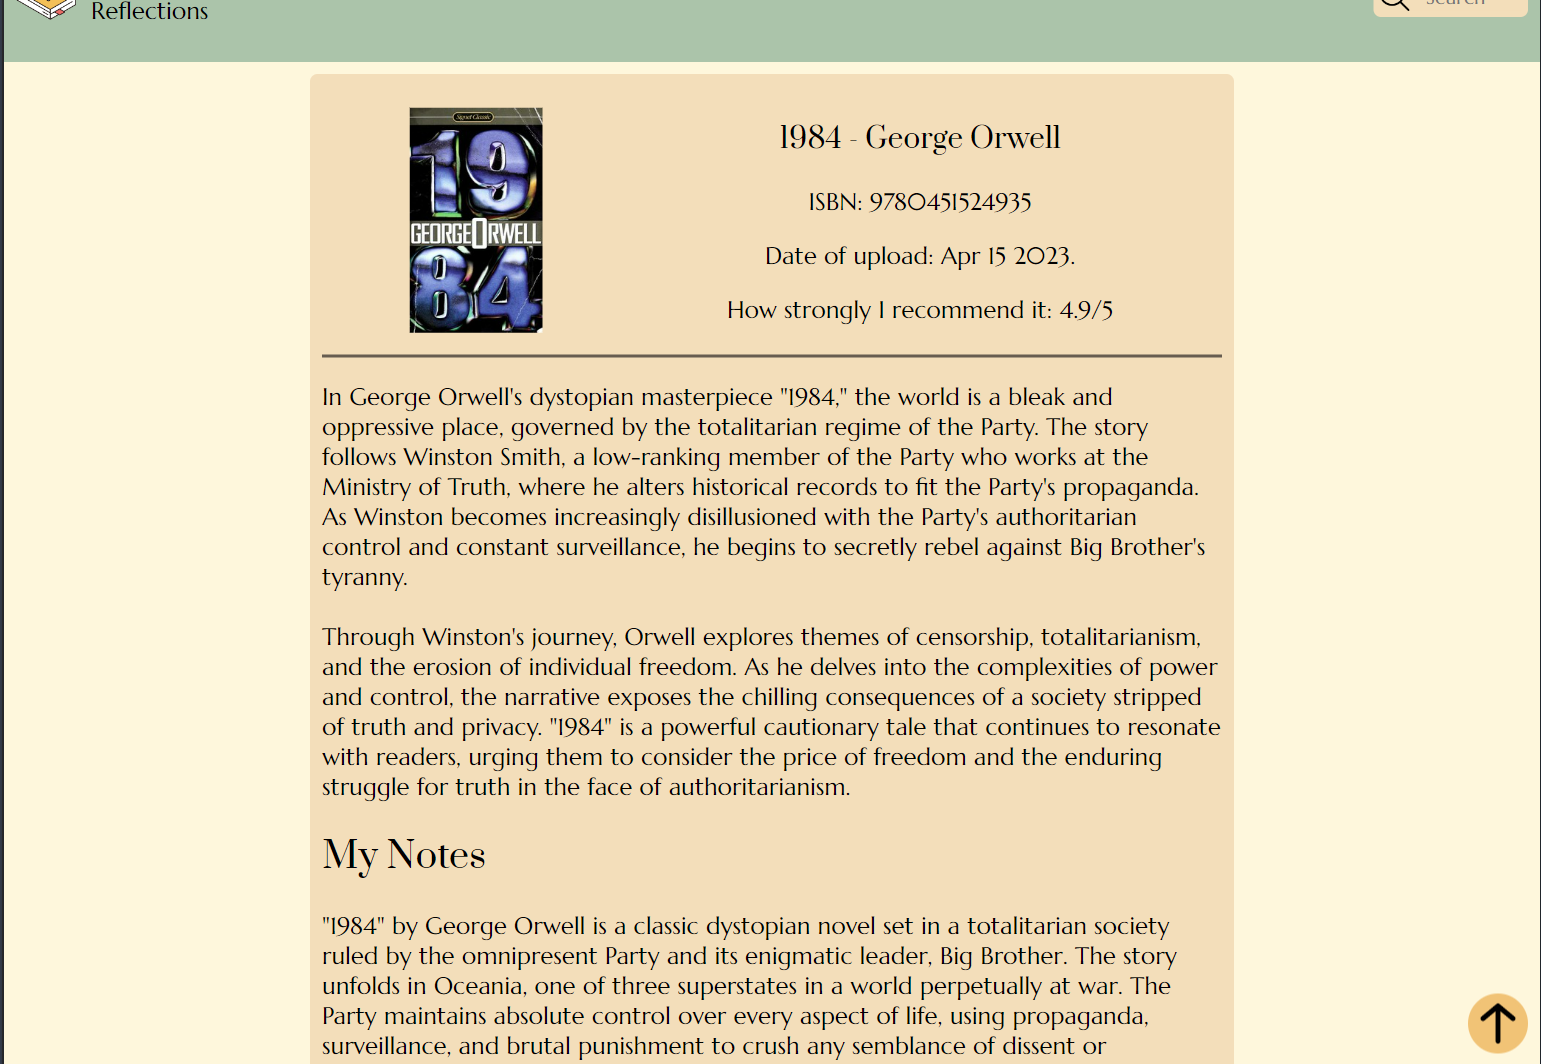 Reflections
Search
Signet Classic
19
GEORGE ORWELL
84
1984 - George Orwell
ISBN: 9780451524935
Date of upload: Apr 15 2023.
How strongly I recommend it: 4.9/5
In George Orwell's dystopian masterpiece "1984," the world is a bleak and
oppressive place, governed by the totalitarian regime of the Party. The story
follows Winston Smith, a low-ranking member of the Party who works at the
Ministry of Truth, where he alters historical records to fit the Party's propaganda.
As Winston becomes increasingly disillusioned with the Party's authoritarian
control and constant surveillance, he begins to secretly rebel against Big Brother's
tyranny.
Through Winston's journey, Orwell explores themes of censorship, totalitarianism,
and the erosion of individual freedom. As he delves into the complexities of power
and control, the narrative exposes the chilling consequences of a society stripped
of truth and privacy. "1984" is a powerful cautionary tale that continues to resonate
with readers, urging them to consider the price of freedom and the enduring
struggle for truth in the face of authoritarianism.
My Notes
"1984" by George Orwell is a classic dystopian novel set in a totalitarian society
ruled by the omnipresent Party and its enigmatic leader, Big Brother. The story
unfolds in Oceania, one of three superstates in a world perpetually at war. The
Party maintains absolute control over every aspect of life, using propaganda,
surveillance, and brutal punishment to crush any semblance of dissent or